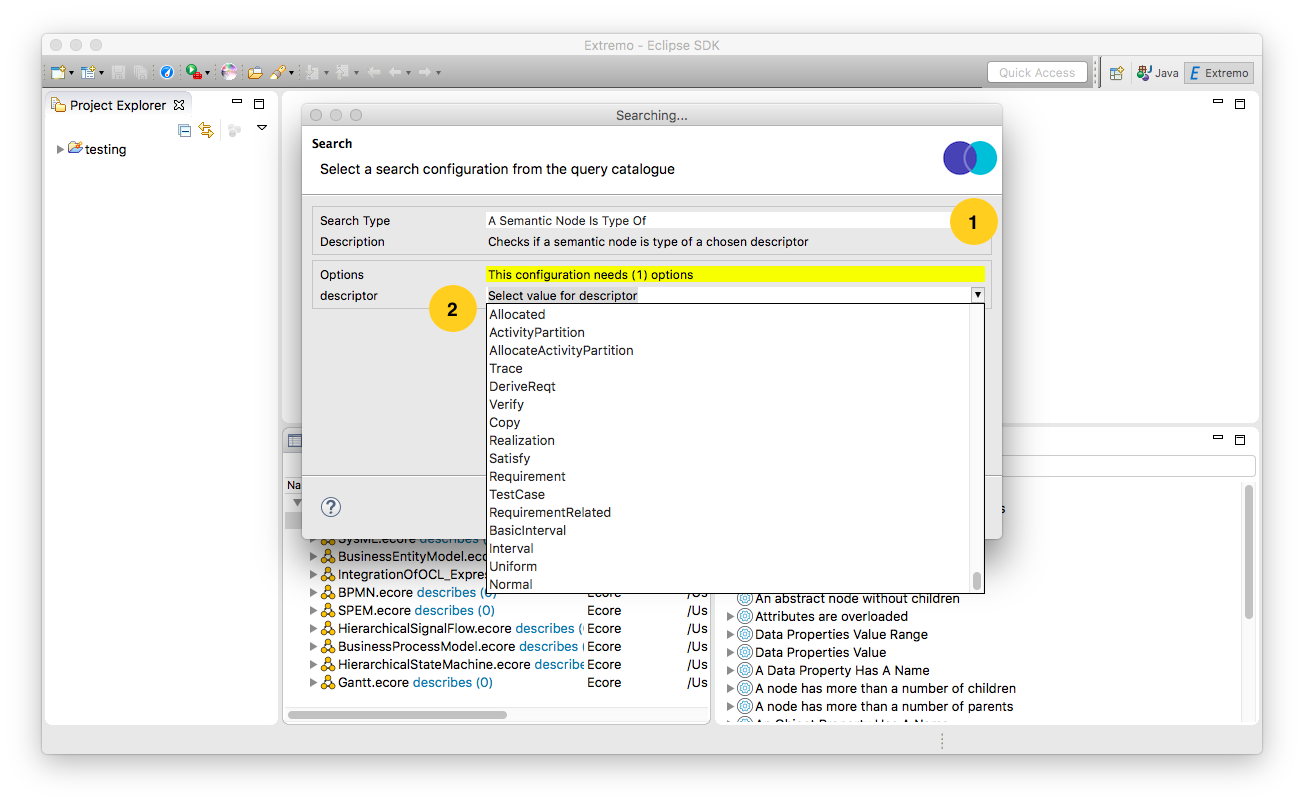 Extremo - Eclipse SDK
Quick Access
Java
Extremo
Project Explorer
testing
Searching...
Search
Select a search configuration from the query catalogue
Search Type A Semantic Node Is Type Of
1
Description Checks if a semantic node is type of a chosen descriptor
Options This configuration needs (1) options
descriptor Select value for descriptor
2
Allocated
ActivityPartition
AllocateActivityPartition
Trace
DeriveReqt
Verify
Copy
Realization
Satisfy
Requirement
TestCase
RequirementRelated
BasicInterval
Interval
Uniform
Normal
?
Na
SysML.ecore describes (
BusinessEntityModel.eco
IntegrationOfOCL_Expres
BPMN.ecore describes (0) Ecore /Us
SPEM.ecore describes (0) Ecore /Us
HierarchicalSignalFlow.ecore describes ( Ecore /Us
BusinessProcessModel.ecore describes Ecore /Us
HierarchicalStateMachine.ecore describe Ecore /Us
Gantt.ecore describes (0) Ecore /Us
s
An abstract node without children
Attributes are overloaded
Data Properties Value Range
Data Properties Value
A Data Property Has A Name
A node has more than a number of children
A node has more than a number of parents
An Object Property Has A Name